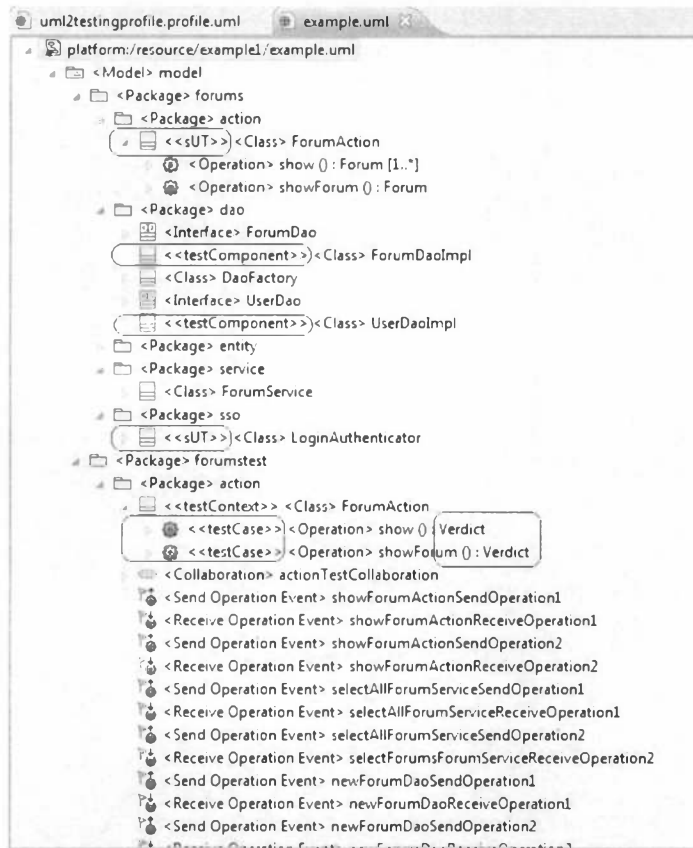 uml2testingprofile.profile.uml example.uml
platform:/resource/example1/example.uml
<Model> model
<Package> forums
<Package> action
<<sUT>> <Class> ForumAction
<Operation> show () : Forum [1..*]
<Operation> showForum () : Forum
<Package> dao
<Interface> ForumDao
<<testComponent>> <Class> ForumDaoImpl
<Class> DaoFactory
<Interface> UserDao
<<testComponent>> <Class> UserDaoImpl
<Package> entity
<Package> service
<Class> ForumService
<Package> sso
<<sUT>> <Class> LoginAuthenticator
<Package> forumstest
<Package> action
<<testContext>> <Class> ForumAction
<<testCase>> <Operation> show () : Verdict
<<testCase>> <Operation> showForum () : Verdict
<Collaboration> actionTestCollaboration
<Send Operation Event> showForumActionSendOperation1
<Receive Operation Event> showForumActionReceiveOperation1
<Send Operation Event> showForumActionSendOperation2
<Receive Operation Event> showForumActionReceiveOperation2
<Send Operation Event> selectAllForumServiceSendOperation1
<Receive Operation Event> selectAllForumServiceReceiveOperation1
<Send Operation Event> selectAllForumServiceSendOperation2
<Receive Operation Event> selectForumsForumServiceReceiveOperation2
<Send Operation Event> newForumDaoSendOperation1
<Receive Operation Event> newForumDaoReceiveOperation1
<Send Operation Event> newForumDaoSendOperation2